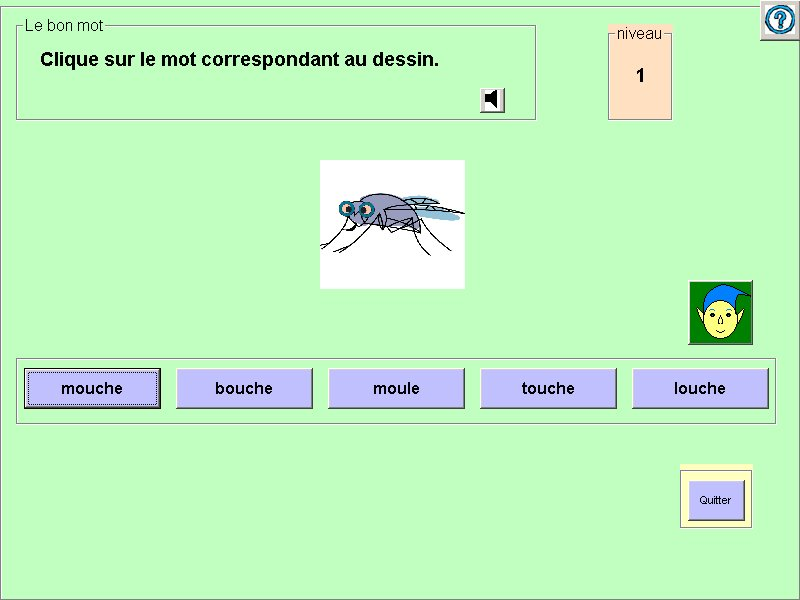 Le bon mot
Clique sur le mot correspondant au dessin.
niveau
1
mouche
bouche
moule
touche
louche
Quitter